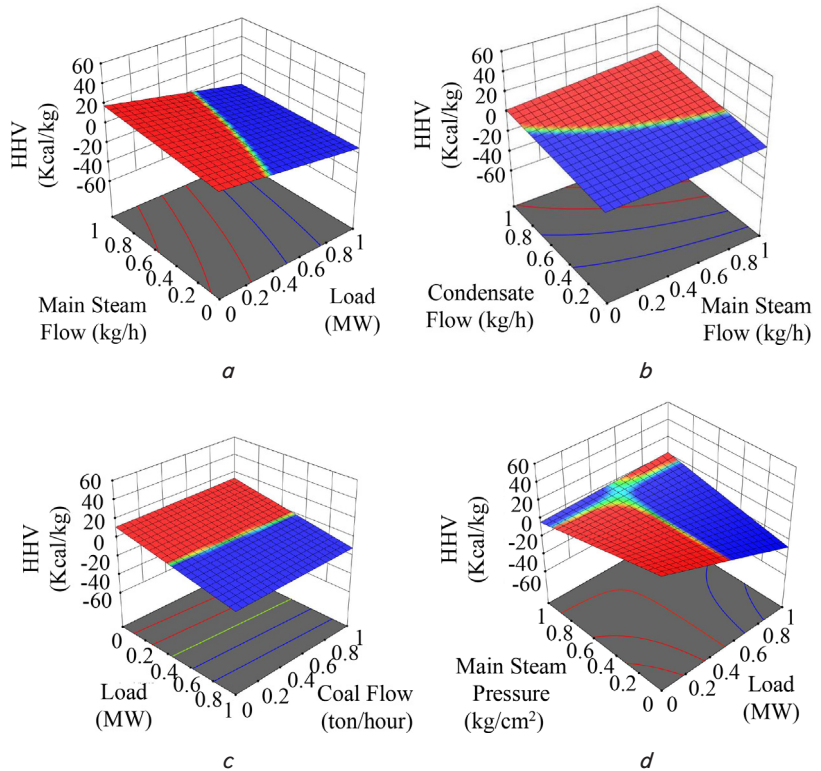 60
40
20
0
-20
-40
-60
HHV
(Kcal/kg)
1
0.8
0.6
0.4
0.2
0
Main Steam
Flow (kg/h)
0
0.2
0.4
0.6
0.8
1
Load
(MW)
a
60
40
20
0
-20
-40
-60
HHV
(Kcal/kg)
1
0.8
0.6
0.4
0.2
0
Condensate
Flow (kg/h)
0
0.2
0.4
0.6
0.8
1
Main Steam
Flow (kg/h)
b
60
40
20
0
-20
-40
-60
HHV
(Kcal/kg)
0
0.2
0.4
0.6
0.8
1
Load
(MW)
0
0.2
0.4
0.6
0.8
1
Coal Flow
(ton/hour)
c
60
40
20
0
-20
-40
-60
HHV
(Kcal/kg)
1
0.8
0.6
0.4
0.2
0
Main Steam
Pressure
(kg/cm²)
0
0.2
0.4
0.6
0.8
1
Load
(MW)
d